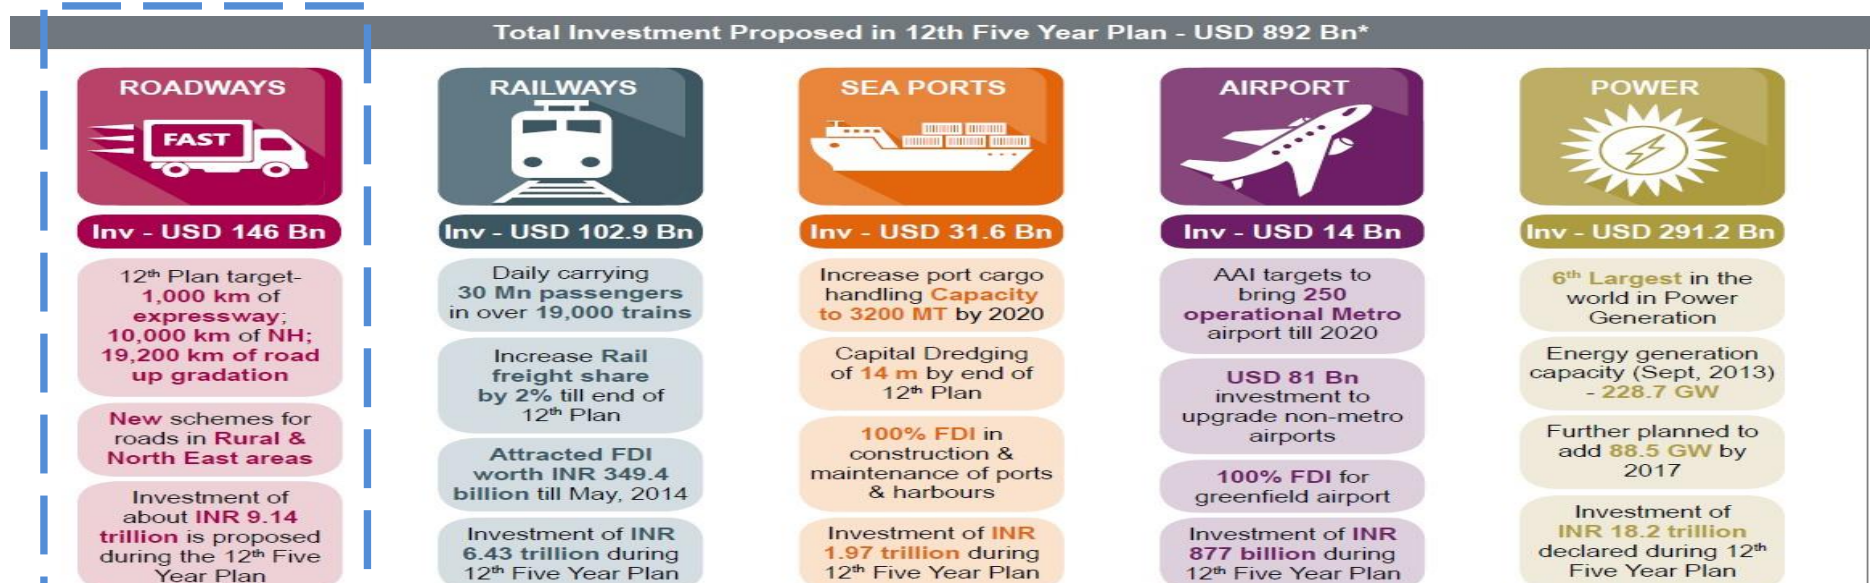 Total Investment Proposed in 12th Five Year Plan - USD 892 Bn*
ROADWAYS
FAST
Inv - USD 146 Bn
12th Plan target-
1,000 km of
expressway;
10,000 km of NH;
19,200 km of road
up gradation
New schemes for
roads in Rural &
North East areas
Investment of
about INR 9.14
trillion is proposed
during the 12th Five
Year Plan
RAILWAYS
Inv - USD 102.9 Bn
Daily carrying
30 Mn passengers
in over 19,000 trains
Increase Rail
freight share
by 2% till end of
12th Plan
Attracted FDI
worth INR 349.4
billion till May, 2014
Investment of INR
6.43 trillion during
12th Five Year Plan
SEA PORTS
Inv - USD 31.6 Bn
Increase port cargo
handling Capacity
to 3200 MT by 2020
Capital Dredging
of 14 m by end of
12th Plan
100% FDI in
construction &
maintenance of ports
& harbours
Investment of INR
1.97 trillion during
12th Five Year Plan
AIRPORT
Inv - USD 14 Bn
AAI targets to
bring 250
operational Metro
airport till 2020
USD 81 Bn
investment to
upgrade non-metro
airports
100% FDI for
greenfield airport
Investment of INR
877 billion during
12th Five Year Plan
POWER
Inv - USD 291.2 Bn
6th Largest in the
world in Power
Generation
Energy generation
capacity (Sept, 2013)
- 228.7 GW
Further planned to
add 88.5 GW by
2017
Investment of
INR 18.2 trillion
declared during 12th
Five Year Plan